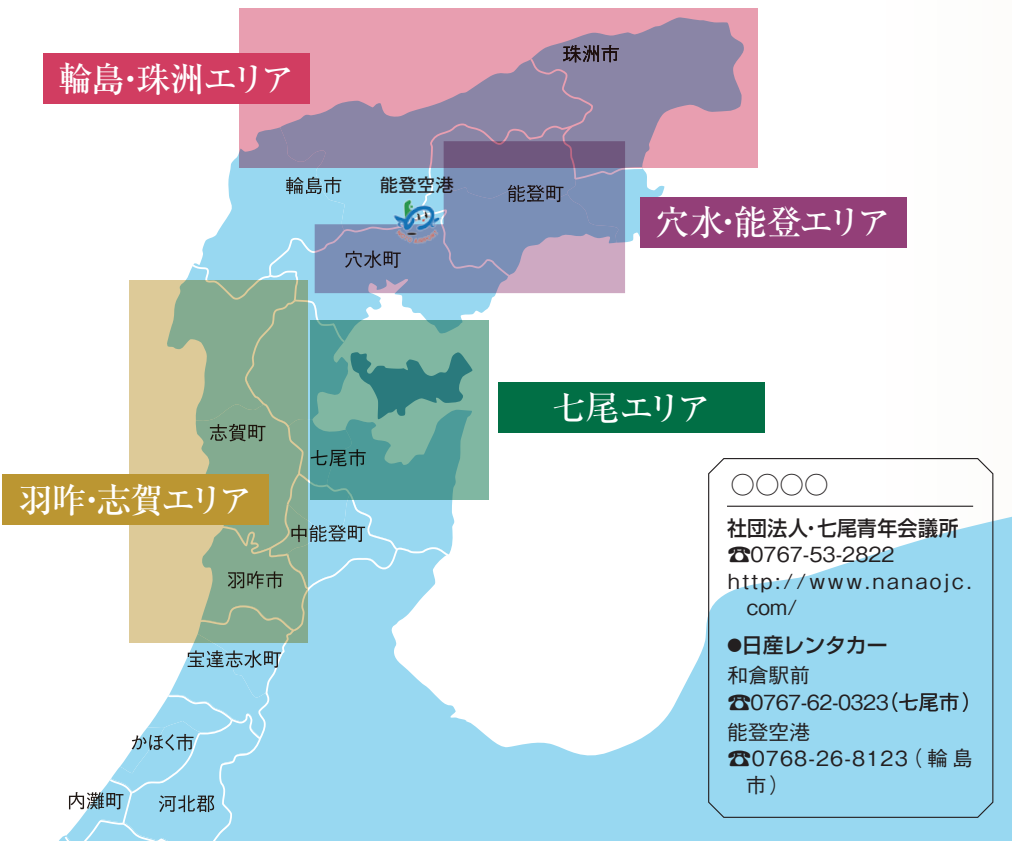 珠洲市
輪島・珠洲エリア
輪島市
能登空港
能登町
穴水・能登エリア
穴水町
七尾エリア
志賀町
七尾市
羽咋・志賀エリア
中能登町
羽咋市
宝達志水町
かほく市
内灘町
河北郡
○○○○
社団法人・七尾青年会議所
☎0767-53-2822
http://www.nanaojc.
com/
●日産レンタカー
和倉駅前
☎0767-62-0323(七尾市)
能登空港
☎0768-26-8123(輪島
市)